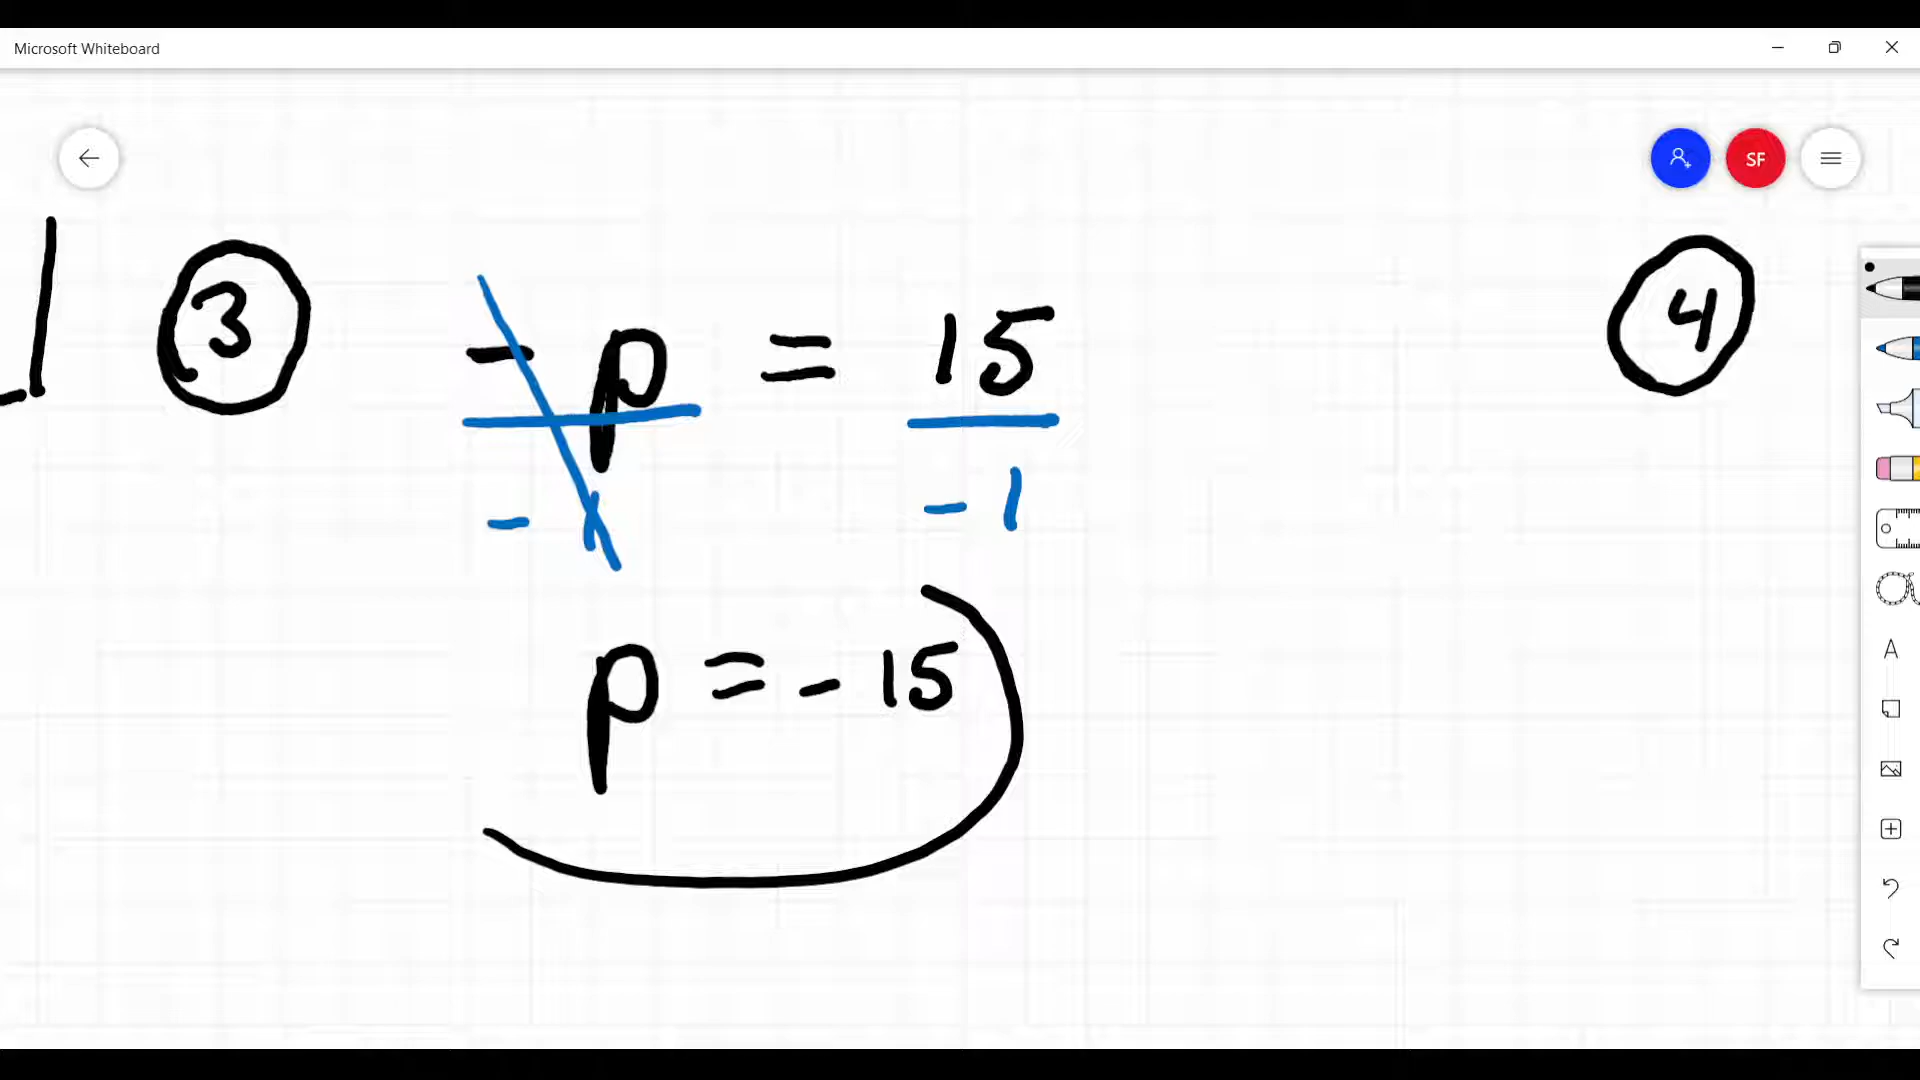 Microsoft Whiteboard
SF
③ - p = 15 ④
- 1 - 1
p = - 15